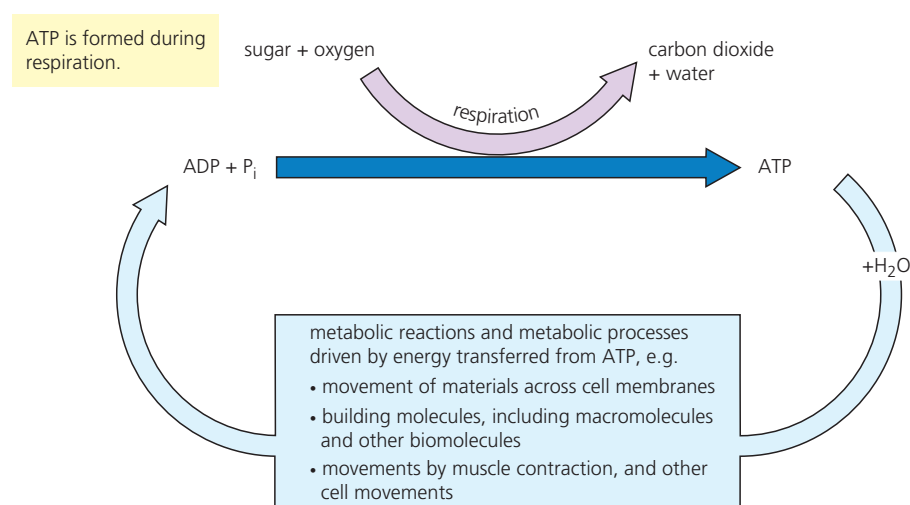 ATP is formed during
respiration.
sugar + oxygen
carbon dioxide
+ water
respiration
ADP + Pᵢ
ATP
+H₂O
metabolic reactions and metabolic processes
driven by energy transferred from ATP, e.g.
• movement of materials across cell membranes
• building molecules, including macromolecules
and other biomolecules
• movements by muscle contraction, and other
cell movements